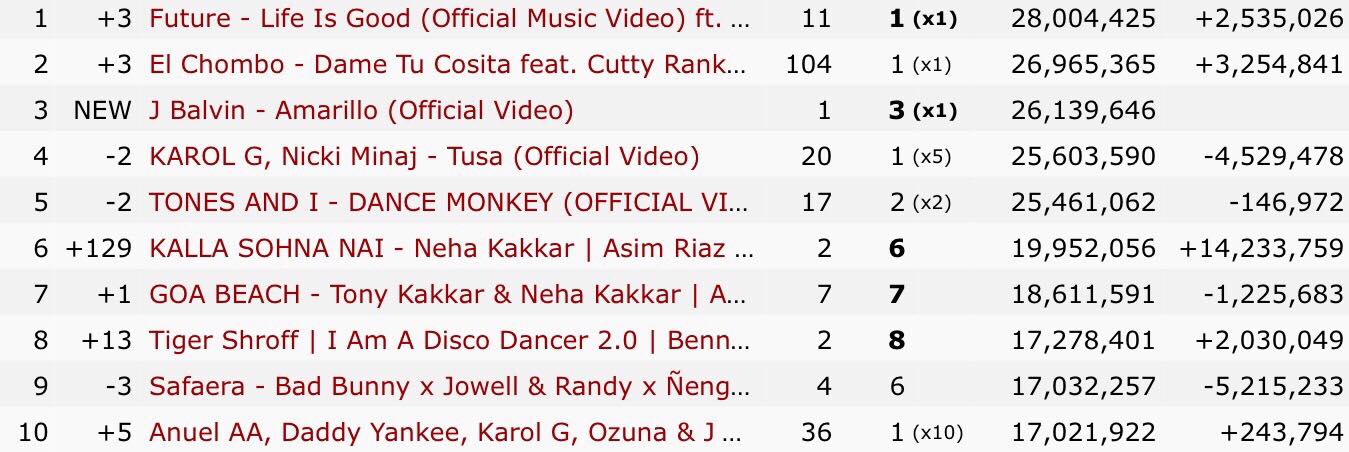 1 +3 Future - Life Is Good (Official Music Video) ft. ... 11 1 (x1) 28,004,425 +2,535,026
2 +3 El Chombo - Dame Tu Cosita feat. Cutty Rank... 104 1 (x1) 26,965,365 +3,254,841
3 NEW J Balvin - Amarillo (Official Video) 1 3 (x1) 26,139,646
4 -2 KAROL G, Nicki Minaj - Tusa (Official Video) 20 1 (x5) 25,603,590 -4,529,478
5 -2 TONES AND I - DANCE MONKEY (OFFICIAL VI... 17 2 (x2) 25,461,062 -146,972
6 +129 KALLA SOHNA NAI - Neha Kakkar | Asim Riaz ... 2 6 19,952,056 +14,233,759
7 +1 GOA BEACH - Tony Kakkar & Neha Kakkar | A... 7 7 18,611,591 -1,225,683
8 +13 Tiger Shroff | I Am A Disco Dancer 2.0 | Benn... 2 8 17,278,401 +2,030,049
9 -3 Safaera - Bad Bunny x Jowell & Randy x Ñeng... 4 6 17,032,257 -5,215,233
10 +5 Anuel AA, Daddy Yankee, Karol G, Ozuna & J ... 36 1 (x10) 17,021,922 +243,794